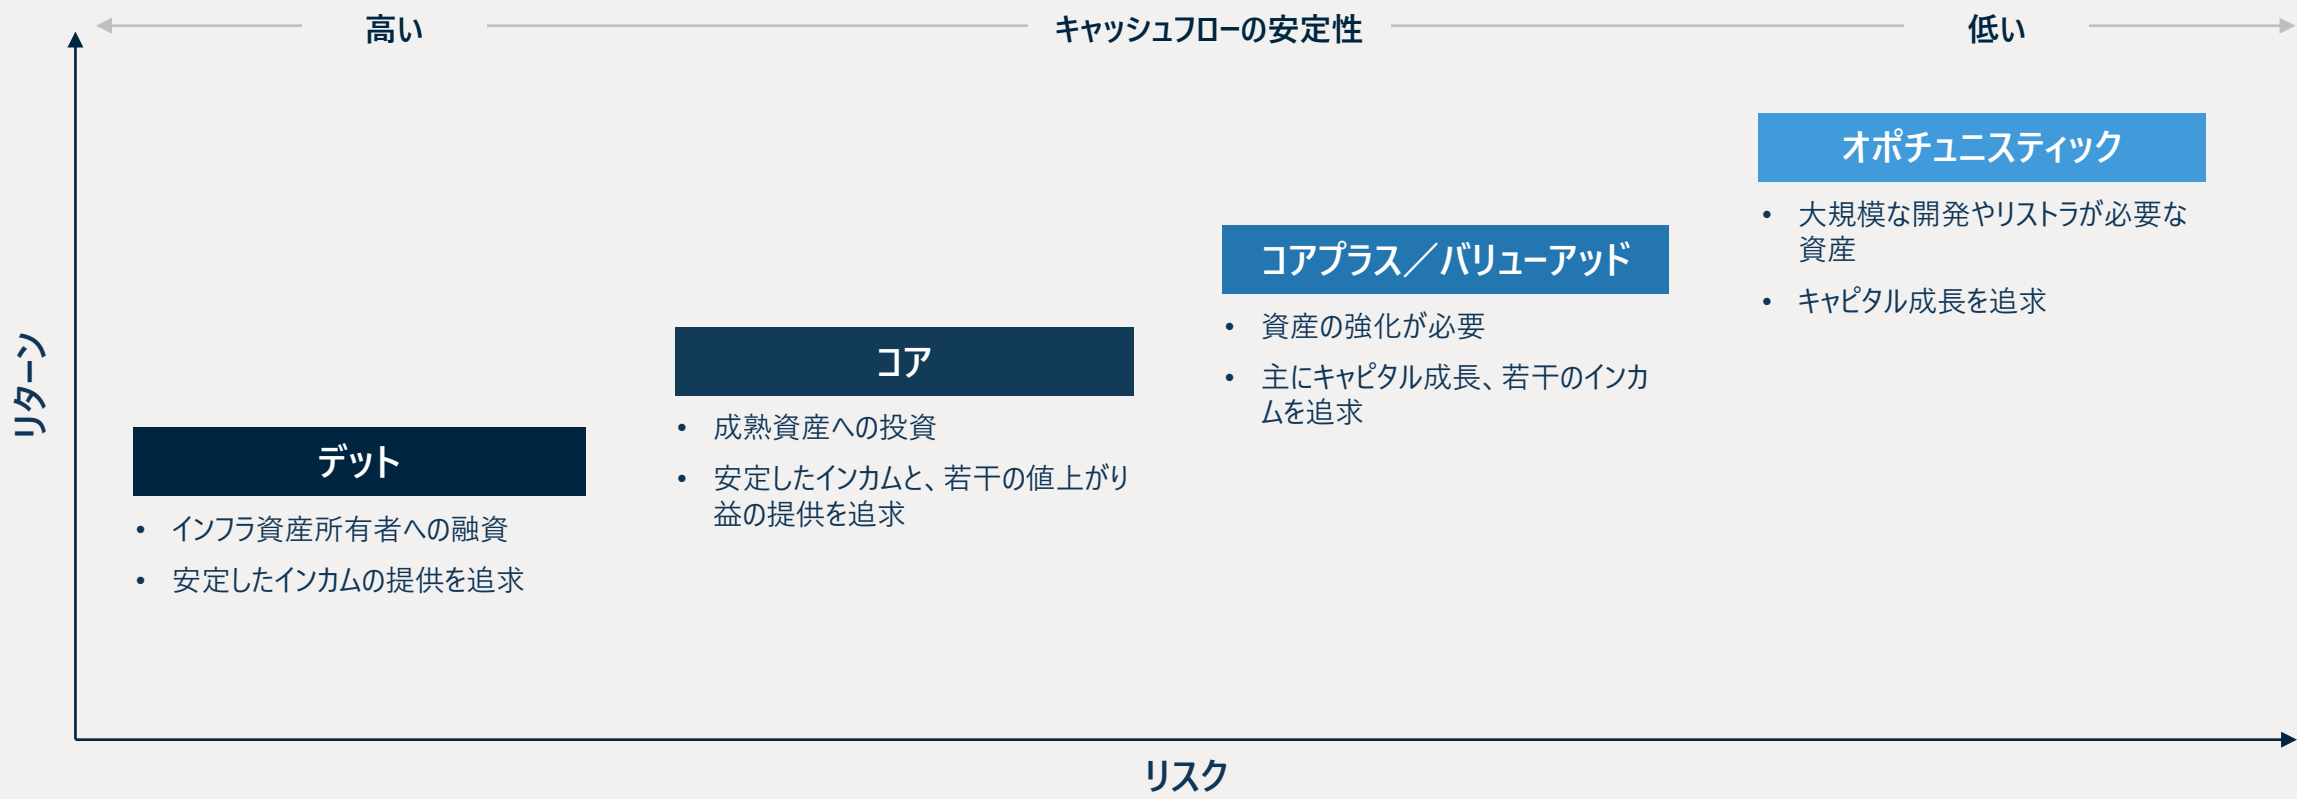 高い
キャッシュフローの安定性
低い
リターン
デット
• インフラ資産所有者への融資
• 安定したインカムの提供を追求
コア
• 成熟資産への投資
• 安定したインカムと、若干の値上がり
益の提供を追求
コアプラス／バリューアッド
• 資産の強化が必要
• 主にキャピタル成長、若干のインカ
ムを追求
オポチュニスティック
• 大規模な開発やリストラが必要な
資産
• キャピタル成長を追求
リスク